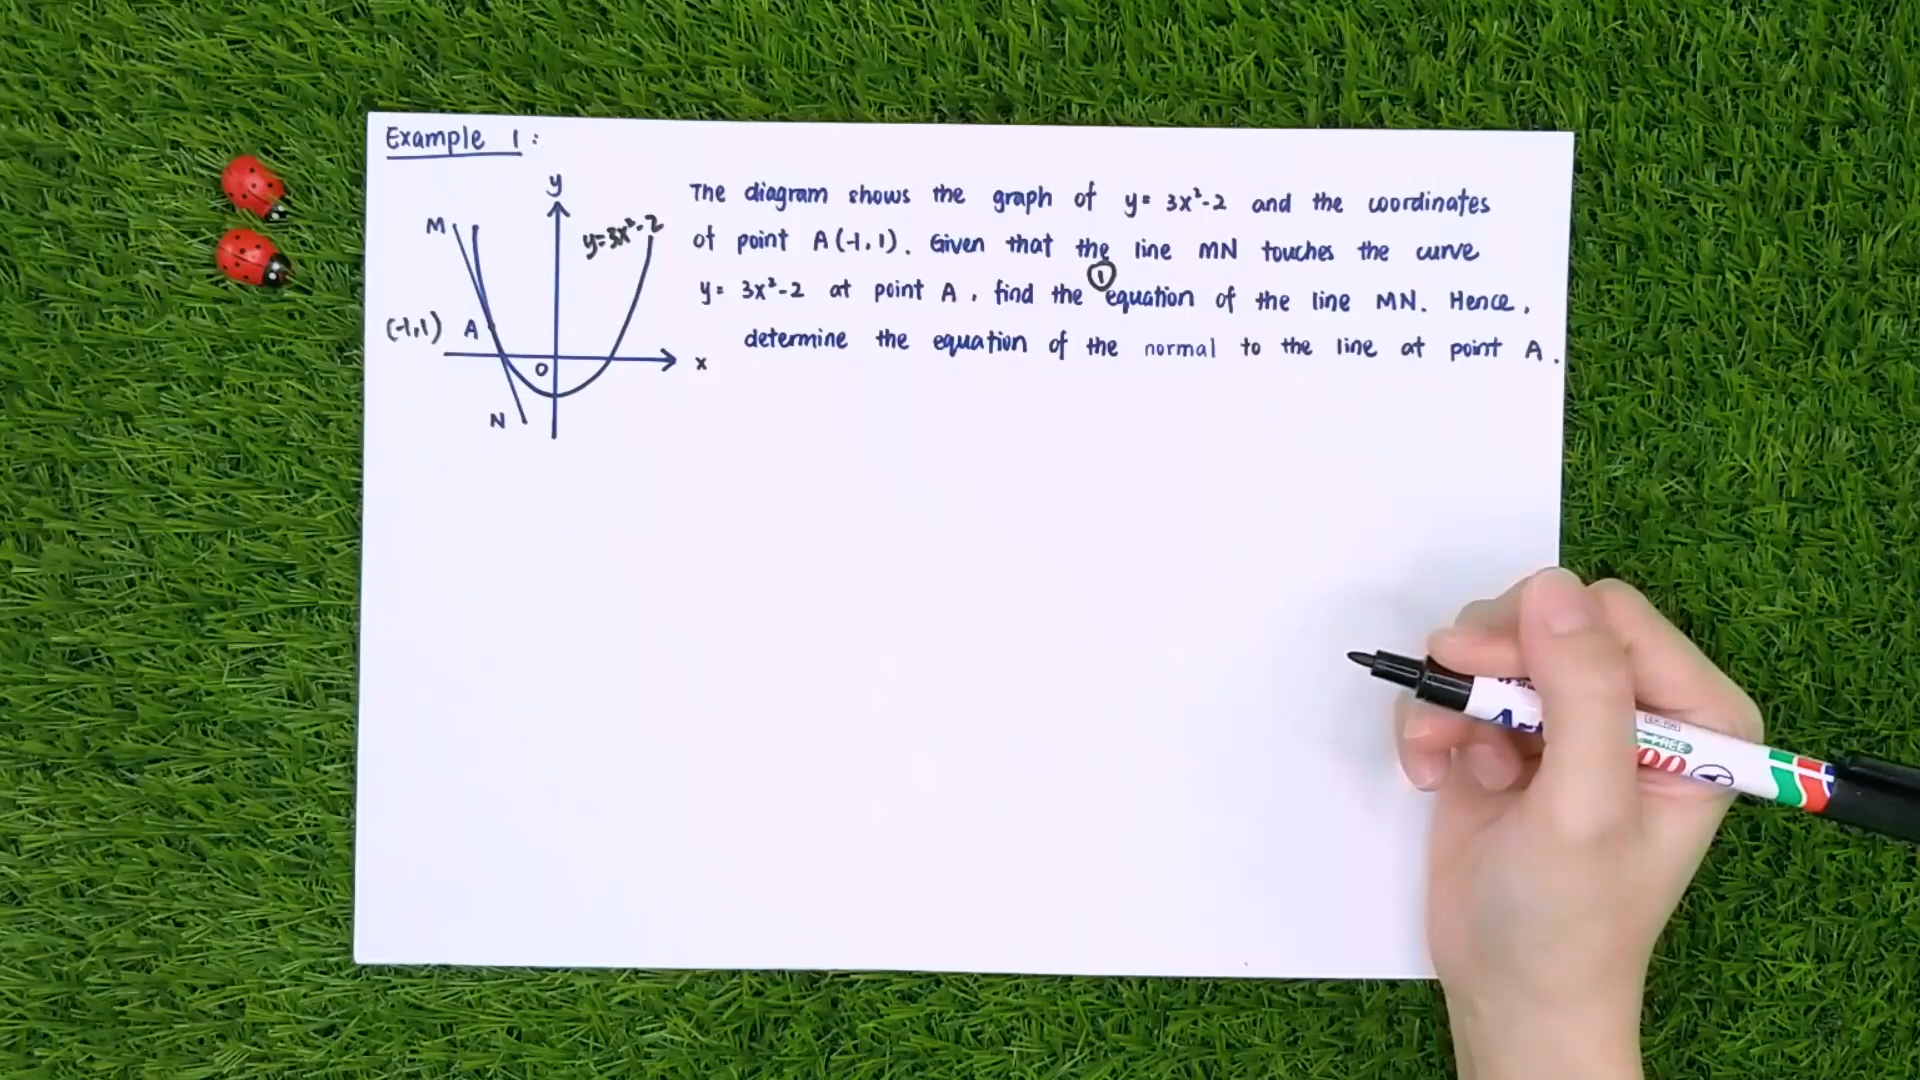 Example 1:
y
M
y=3x²-2
(-1,1) A
O
x
N
The diagram shows the graph of y = 3x²-2 and the coordinates
of point A(-1,1). Given that the line MN touches the curve
①
y = 3x²-2 at point A, find the equation of the line MN. Hence,
determine the equation of the normal to the line at point A.